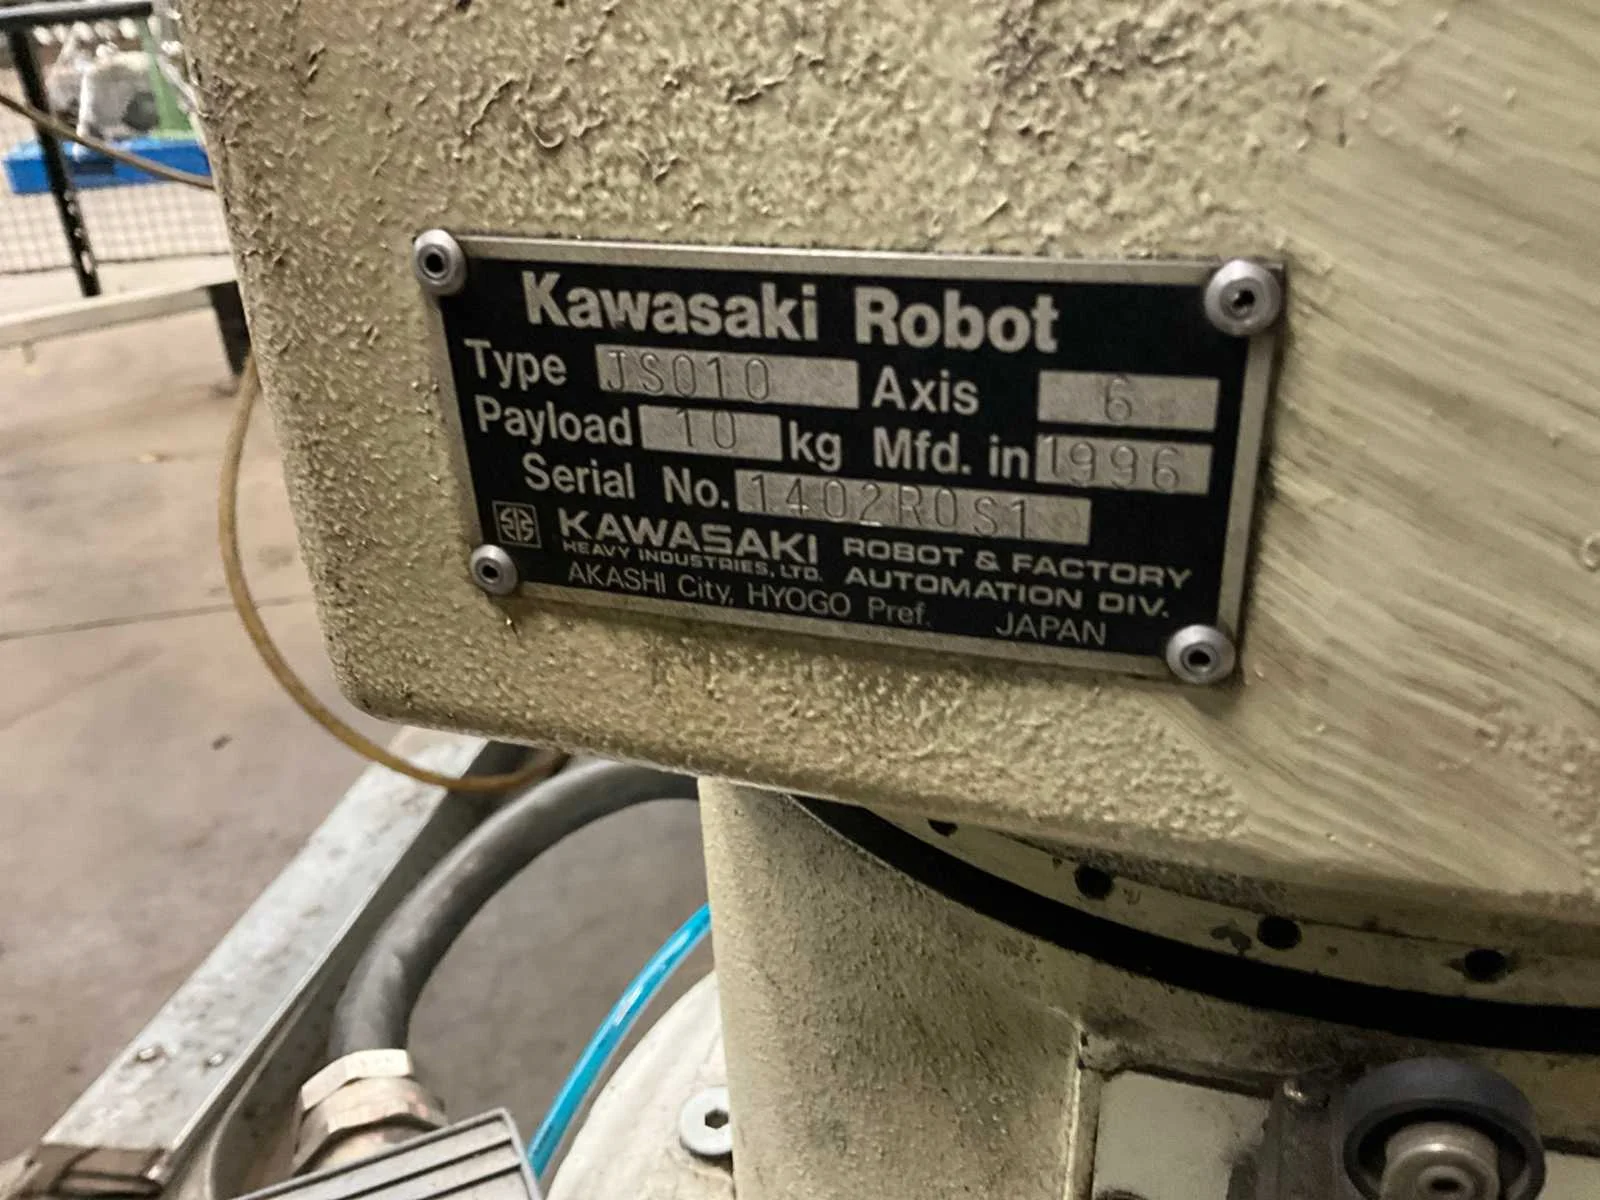 Kawasaki Robot
Type JS010 Axis 6
Payload 10 kg Mfd. in 1996
Serial No. 1402R0S1
KAWASAKI HEAVY INDUSTRIES, LTD. ROBOT & FACTORY AUTOMATION DIV.
AKASHI City, HYOGO Pref. JAPAN